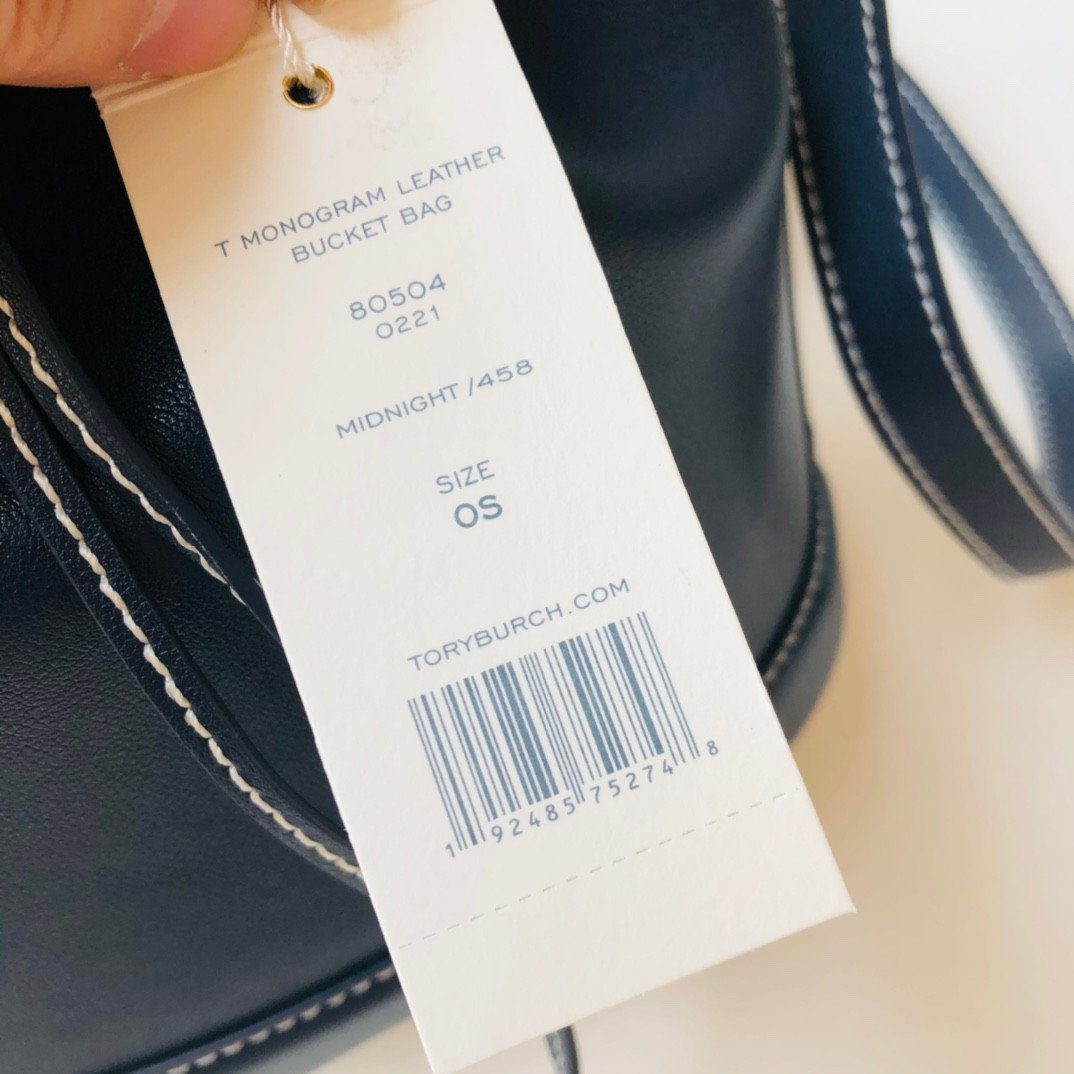 T MONOGRAM LEATHER
BUCKET BAG
80504
0221
MIDNIGHT /458
SIZE
OS
TORYBURCH.COM
1 92485 75274 8